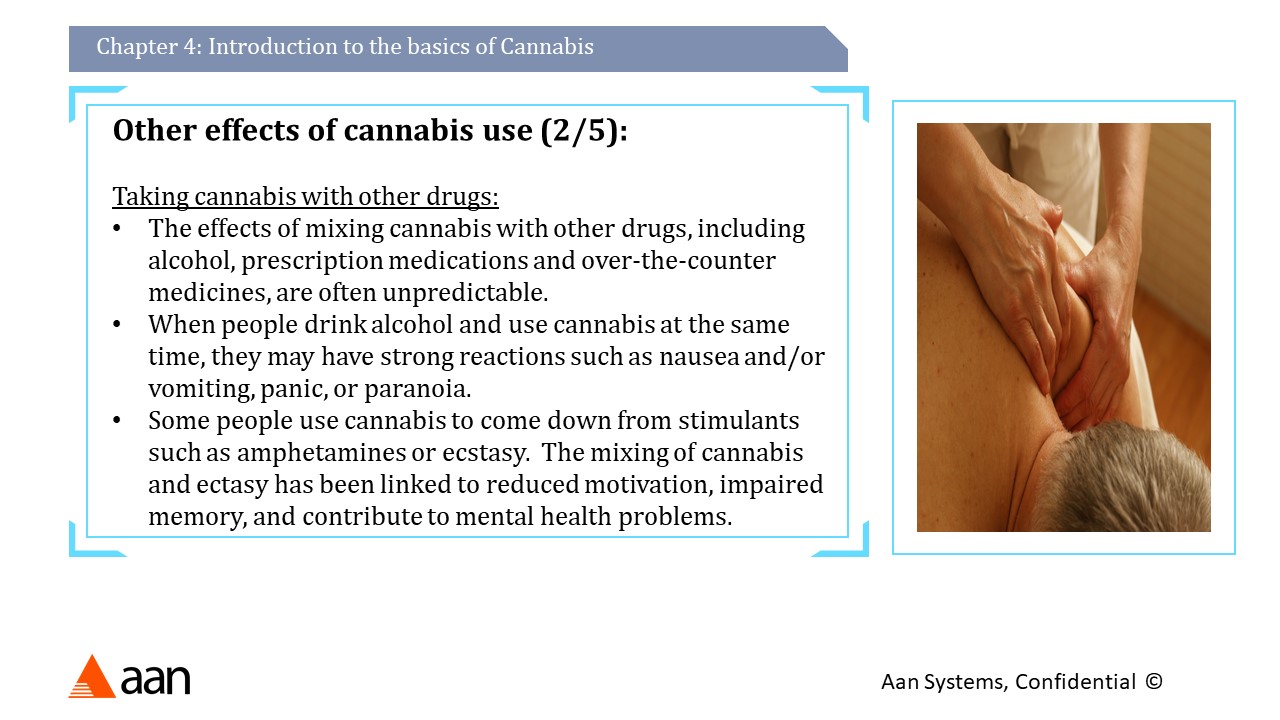 Chapter 4: Introduction to the basics of Cannabis
Other effects of cannabis use (2/5):
Taking cannabis with other drugs:
• The effects of mixing cannabis with other drugs, including
alcohol, prescription medications and over-the-counter
medicines, are often unpredictable.
• When people drink alcohol and use cannabis at the same
time, they may have strong reactions such as nausea and/or
vomiting, panic, or paranoia.
• Some people use cannabis to come down from stimulants
such as amphetamines or ecstasy.  The mixing of cannabis
and ectasy has been linked to reduced motivation, impaired
memory, and contribute to mental health problems.
aan
Aan Systems, Confidential ©